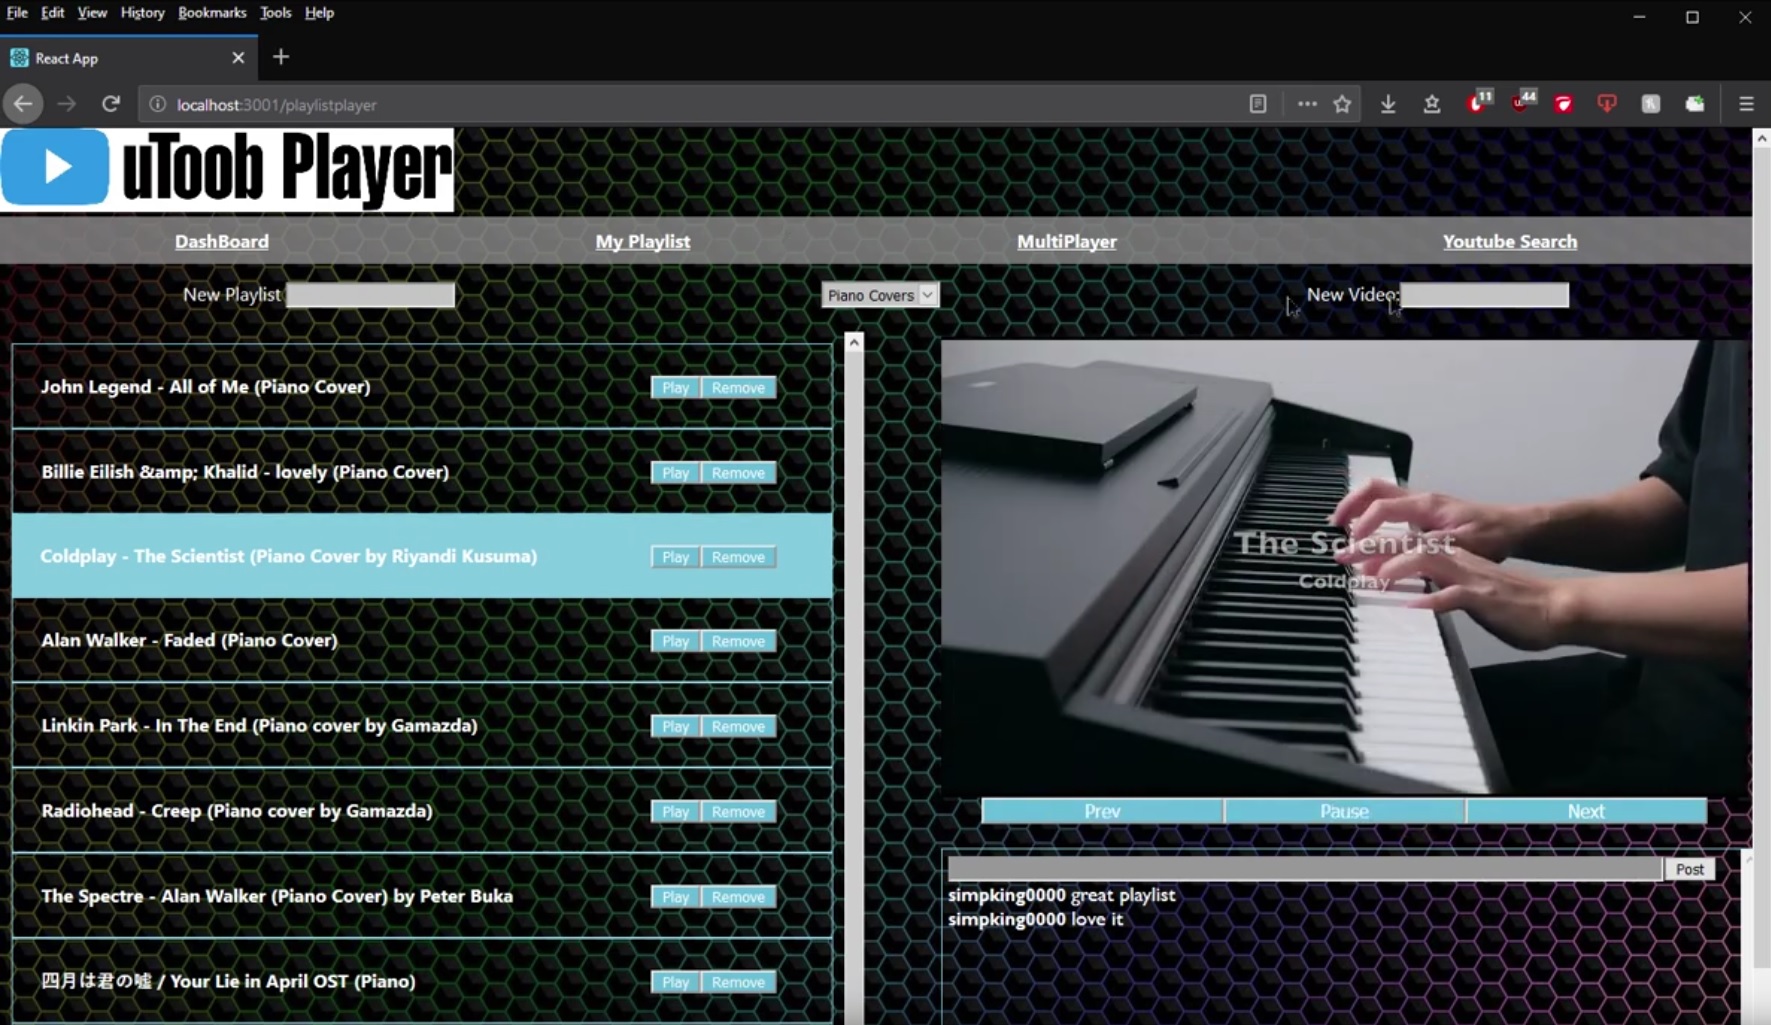 File Edit View History Bookmarks Tools Help
React App
localhost:3001/playlistplayer
11
44
uToob Player
DashBoard My Playlist MultiPlayer Youtube Search
New Playlist Piano Covers New Video:
John Legend - All of Me (Piano Cover) Play Remove
Billie Eilish &amp; Khalid - lovely (Piano Cover) Play Remove
Coldplay - The Scientist (Piano Cover by Riyandi Kusuma) Play Remove
Alan Walker - Faded (Piano Cover) Play Remove
Linkin Park - In The End (Piano cover by Gamazda) Play Remove
Radiohead - Creep (Piano cover by Gamazda) Play Remove
The Spectre - Alan Walker (Piano Cover) by Peter Buka Play Remove
四月は君の嘘 / Your Lie in April OST (Piano) Play Remove
The Scientist
Coldplay
Prev Pause Next
Post
simpking0000 great playlist
simpking0000 love it